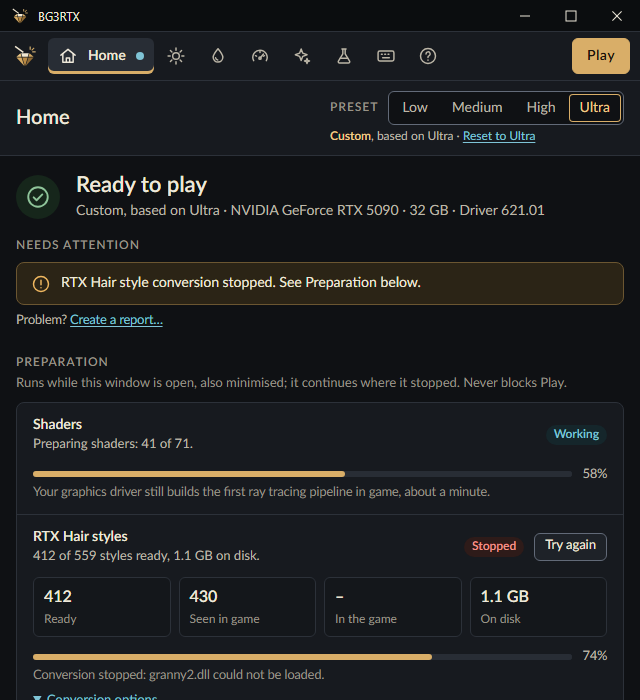 BG3RTX
Home
Play
Home
PRESET Low Medium High Ultra
Custom, based on Ultra · Reset to Ultra
Ready to play
Custom, based on Ultra · NVIDIA GeForce RTX 5090 · 32 GB · Driver 621.01
NEEDS ATTENTION
RTX Hair style conversion stopped. See Preparation below.
Problem? Create a report...
PREPARATION
Runs while this window is open, also minimised; it continues where it stopped. Never blocks Play.
Shaders
Preparing shaders: 41 of 71.
Working
58%
Your graphics driver still builds the first ray tracing pipeline in game, about a minute.
RTX Hair styles
412 of 559 styles ready, 1.1 GB on disk.
Stopped
Try again
412
Ready
430
Seen in game
–
In the game
1.1 GB
On disk
74%
Conversion stopped: granny2.dll could not be loaded.
Conversion options